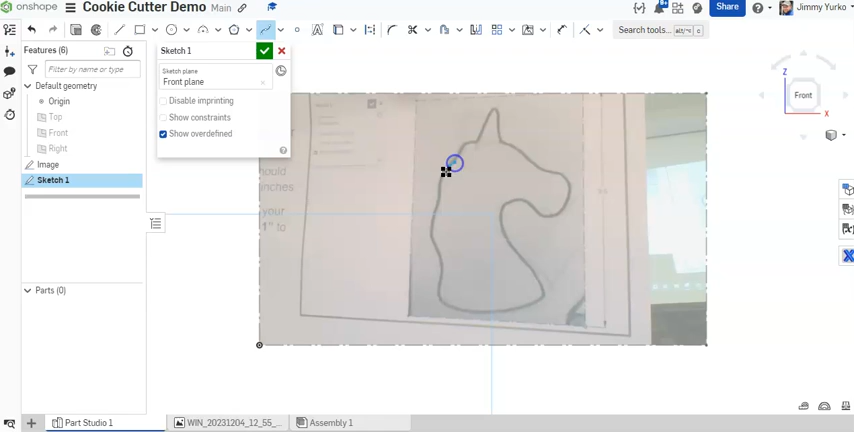 onshape Cookie Cutter Demo Main
Share
Jimmy Yurko
Search tools... alt/⌥ c
Features (6)
Filter by name or type
Default geometry
Origin
Top
Front
Right
Image
Sketch 1
Parts (0)
Sketch 1
Sketch plane
Front plane
Disable imprinting
Show constraints
Show overdefined
hould
inches
your
1" to
Z
Front
X
Part Studio 1
WIN_20231204_12_55_...
Assembly 1